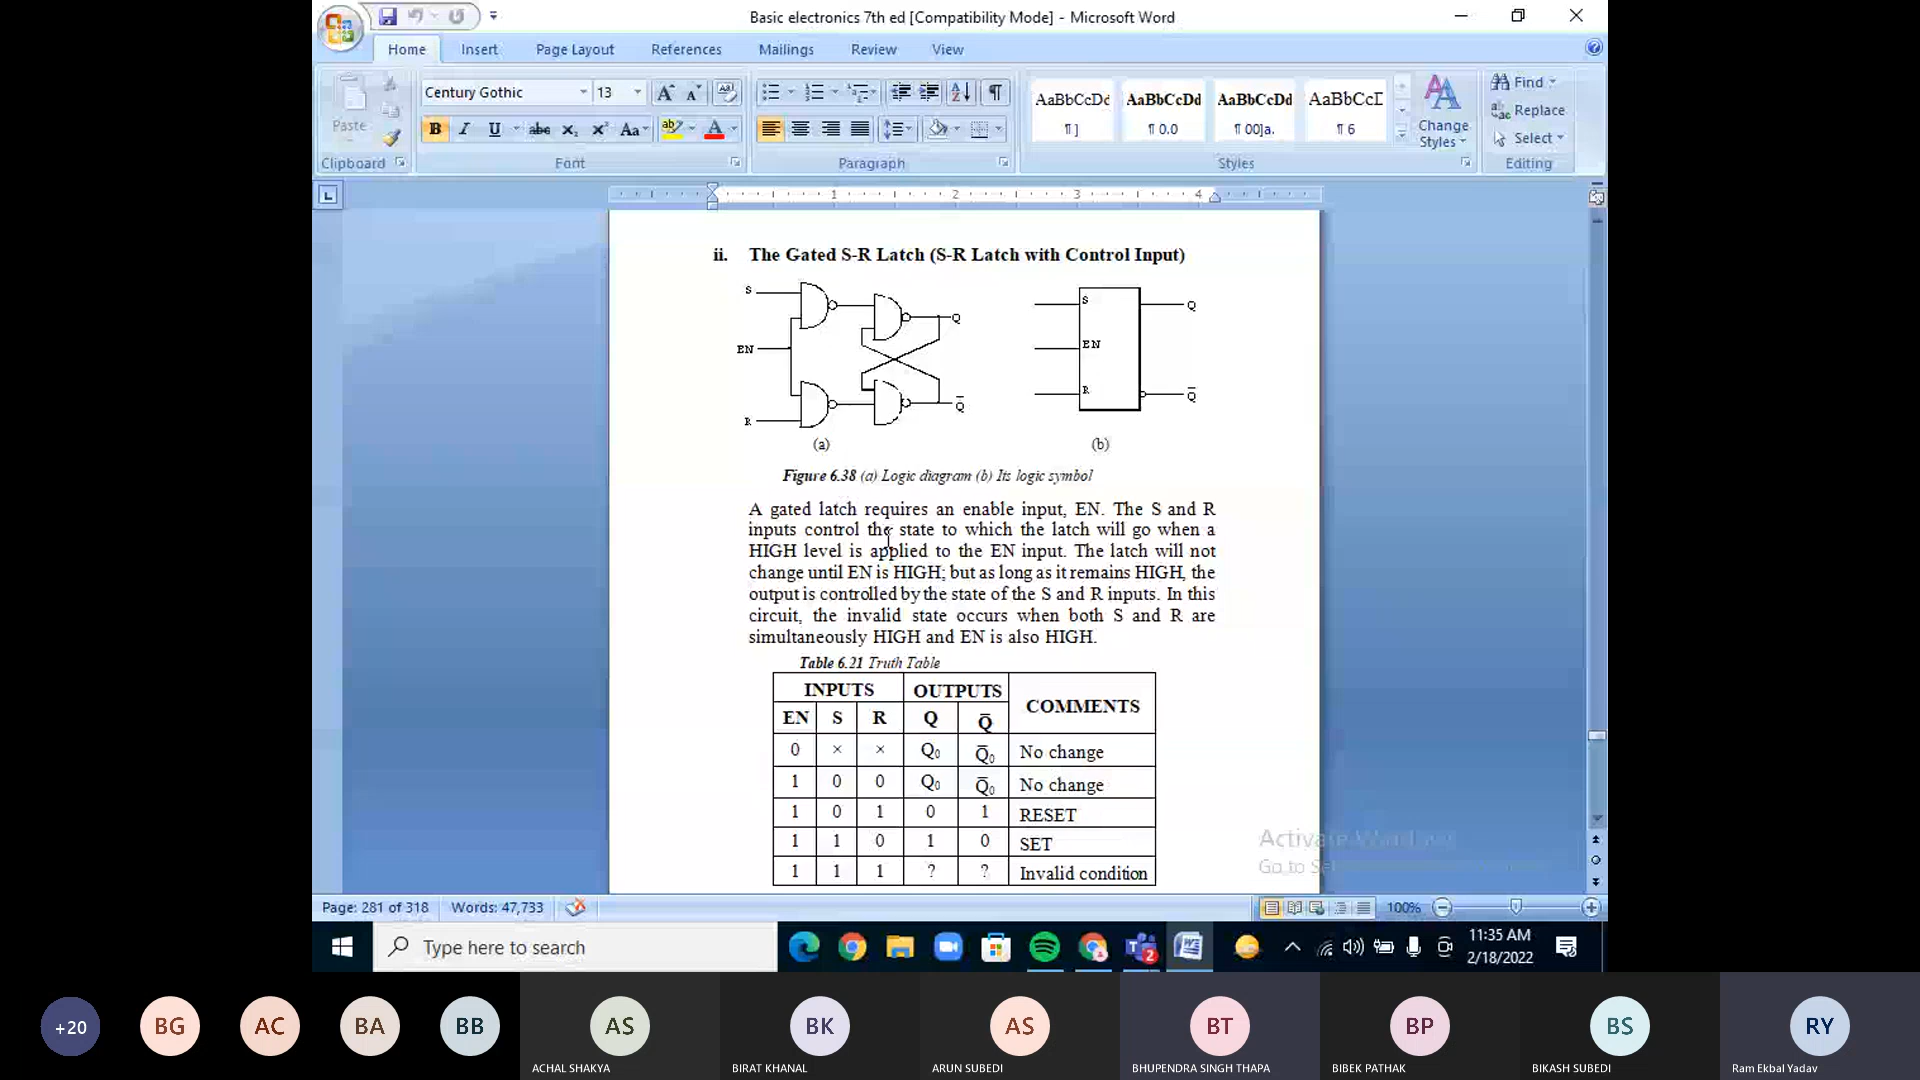 Basic electronics 7th ed [Compatibility Mode] - Microsoft Word
Home Insert Page Layout References Mailings Review View
Century Gothic 13
Paste
AaBbCcDc AaBbCcDd AaBbCcDd AaBbCcI
¶ ] ¶ 0.0 ¶ 00]a. ¶ 6
Change Styles
Find
Replace
Select
Clipboard Font Paragraph Styles Editing
1 2 3 4
ii. The Gated S-R Latch (S-R Latch with Control Input)
S EN R Q Q̅
S EN R Q Q̅
(a) (b)
Figure 6.38 (a) Logic diagram (b) Its logic symbol
A gated latch requires an enable input, EN. The S and R
inputs control the state to which the latch will go when a
HIGH level is applied to the EN input. The latch will not
change until EN is HIGH; but as long as it remains HIGH, the
output is controlled by the state of the S and R inputs. In this
circuit, the invalid state occurs when both S and R are
simultaneously HIGH and EN is also HIGH.
Table 6.21 Truth Table
INPUTS OUTPUTS COMMENTS
EN S R Q Q̅
0 × × Q₀ Q̅₀ No change
1 0 0 Q₀ Q̅₀ No change
1 0 1 0 1 RESET
1 1 0 1 0 SET
1 1 1 ? ? Invalid condition
Activate
Go to
Page: 281 of 318 Words: 47,733 100%
Type here to search
2
11:35 AM
2/18/2022
+20 BG AC BA BB AS BK AS BT BP BS RY
ACHAL SHAKYA BIRAT KHANAL ARUN SUBEDI BHUPENDRA SINGH THAPA BIBEK PATHAK BIKASH SUBEDI Ram Ekbal Yadav